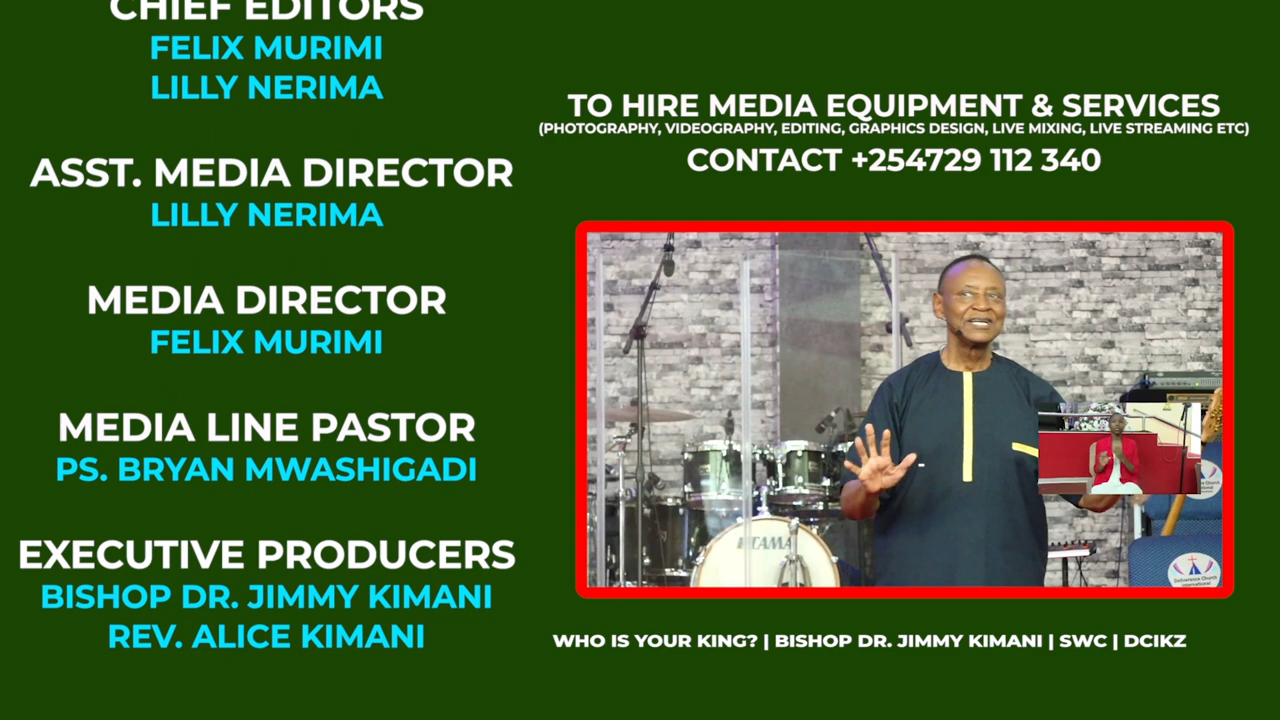 CHIEF EDITORS
FELIX MURIMI
LILLY NERIMA
ASST. MEDIA DIRECTOR
LILLY NERIMA
MEDIA DIRECTOR
FELIX MURIMI
MEDIA LINE PASTOR
PS. BRYAN MWASHIGADI
EXECUTIVE PRODUCERS
BISHOP DR. JIMMY KIMANI
REV. ALICE KIMANI
TO HIRE MEDIA EQUIPMENT & SERVICES
(PHOTOGRAPHY, VIDEOGRAPHY, EDITING, GRAPHICS DESIGN, LIVE MIXING, LIVE STREAMING ETC)
CONTACT +254729 112 340
TAMA
Deliverance Church
International
WHO IS YOUR KING? | BISHOP DR. JIMMY KIMANI | SWC | DCIKZ